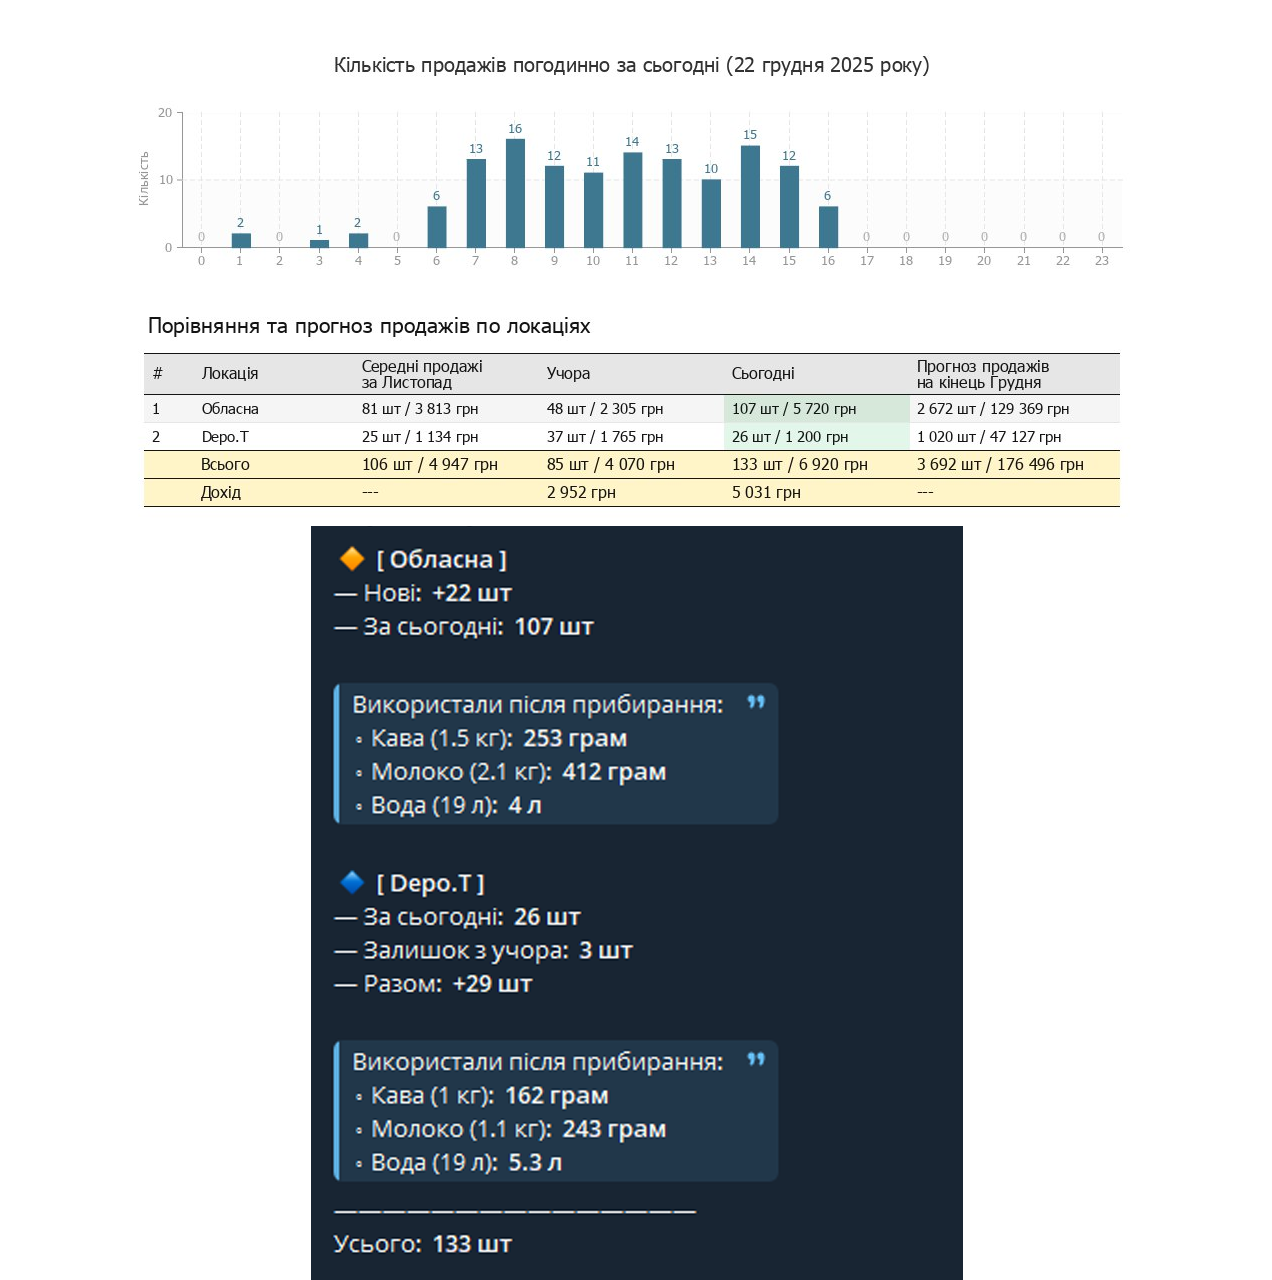 Кількість продажів погодинно за сьогодні (22 грудня 2025 року)
Кількість
20
10
0
0 2 0 1 2 0 6 13 16 12 11 14 13 10 15 12 6 0 0 0 0 0 0 0
0 1 2 3 4 5 6 7 8 9 10 11 12 13 14 15 16 17 18 19 20 21 22 23
Порівняння та прогноз продажів по локаціях
# Локація Середні продажі за Листопад Учора Сьогодні Прогноз продажів на кінець Грудня
1 Обласна 81 шт / 3 813 грн 48 шт / 2 305 грн 107 шт / 5 720 грн 2 672 шт / 129 369 грн
2 Depo.T 25 шт / 1 134 грн 37 шт / 1 765 грн 26 шт / 1 200 грн 1 020 шт / 47 127 грн
Всього 106 шт / 4 947 грн 85 шт / 4 070 грн 133 шт / 6 920 грн 3 692 шт / 176 496 грн
Дохід --- 2 952 грн 5 031 грн ---
[ Обласна ]
— Нові: +22 шт
— За сьогодні: 107 шт
Використали після прибирання:
◦ Кава (1.5 кг): 253 грам
◦ Молоко (2.1 кг): 412 грам
◦ Вода (19 л): 4 л
[ Depo.T ]
— За сьогодні: 26 шт
— Залишок з учора: 3 шт
— Разом: +29 шт
Використали після прибирання:
◦ Кава (1 кг): 162 грам
◦ Молоко (1.1 кг): 243 грам
◦ Вода (19 л): 5.3 л
———————————————
Усього: 133 шт